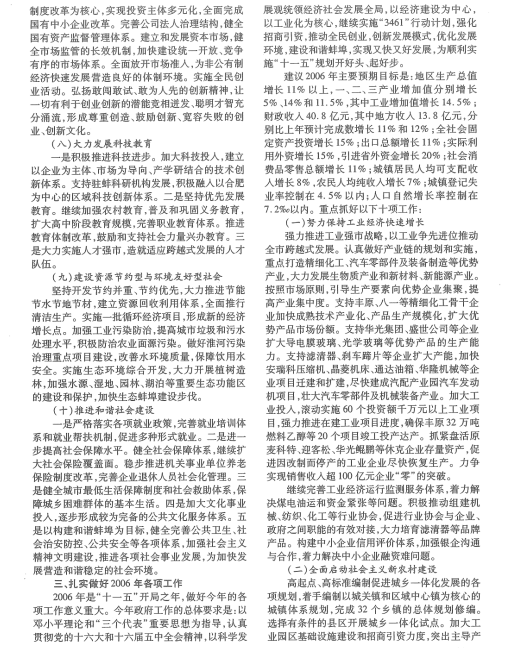 制度改革为核心，实现投资主体多元化，全面完成
国有中小企业改革。完善公司法人治理结构，健全
国有资产监督管理体系。建立和发展资本市场，健
全市场监管的长效机制，加快建设统一开放、竞争
有序的市场体系。全面放开市场准入，为非公有制
经济快速发展营造良好的体制环境。实施全民创
业活动。弘扬敢闯敢试、敢为人先的创新精神，让
一切有利于创业创新的潜能竞相迸发、聪明才智充
分涌流，形成尊重创造、鼓励创新、宽容失败的创
业、创新文化。
（八）大力发展科技教育
一是积极推进科技进步。加大科技投入，建立
以企业为主体、市场为导向、产学研结合的技术创
新体系。支持驻蚌科研机构发展，积极融入以合肥
为中心的区域科技创新体系。二是坚持优先发展
教育。继续加强农村教育，普及和巩固义务教育，
扩大高中阶段教育规模，完善职业教育体系。推进
教育体制改革，鼓励和支持社会力量兴办教育。三
是大力实施人才强市，造就适应跨越式发展的人才
队伍。
（九）建设资源节约型与环境友好型社会
坚持开发节约并重、节约优先，大力推进节能
节水节地节材，建立资源回收利用体系，全面推行
清洁生产。实施一批循环经济项目，形成新的经济
增长点。加强工业污染防治，提高城市垃圾和污水
处理水平，积极防治农业面源污染。做好淮河污染
治理重点项目建设，改善水环境质量，保障饮用水
安全。实施生态环境综合开发，大力开展植树造
林，加强水源、湿地、园林、湖泊等重要生态功能区
的建设和保护，加快生态蚌埠建设步伐。
（十）推进和谐社会建设
一是严格落实各项就业政策，完善就业培训体
系和就业帮扶机制，促进多种形式就业。二是进一
步提高社会保障水平。健全社会保障体系，继续扩
大社会保险覆盖面。稳步推进机关事业单位养老
保险制度改革，完善企业退休人员社会化管理。三
是健全城市最低生活保障制度和社会救助体系，保
障城乡困难群体的基本生活。四是加大文化事业
投入，逐步形成较为完备的公共文化服务体系。五
是以构建和谐蚌埠为目标，健全完善公共卫生、社
会治安防控、公共安全等各项体系，加强社会主义
精神文明建设，推进各项社会事业发展，为加快发
展营造和谐稳定的社会环境。
三、扎实做好2006年各项工作
2006年是“十一五”开局之年，做好今年的各
项工作意义重大。今年政府工作的总体要求是：以
邓小平理论和“三个代表”重要思想为指导，认真
贯彻党的十六大和十六届五中全会精神，以科学发
展观统领经济社会发展全局，以经济建设为中心，
以工业化为核心，继续实施“3461”行动计划，强化
招商引资，推动全民创业，创新发展模式，优化发展
环境，建设和谐蚌埠，实现又快又好发展，为顺利实
施“十一五”规划开好头、起好步。
建议2006年主要预期目标是：地区生产总值
增长11%以上，一、二、三产业增加值分别增长
5%、14%和11.5%，其中工业增加值增长14.5%；
财政收入40.8亿元，其中地方收入13.8亿元，分
别比上年预计完成数增长11%和12%；全社会固
定资产投资增长15%；出口总额增长11%；实际利
用外资增长15%，引进省外资金增长20%；社会消
费品零售总额增长11%；城镇居民人均可支配收
入增长8%，农民人均纯收入增长7%；城镇登记失
业率控制在4.5%以内；人口自然增长率控制在
7.2‰以内。重点抓好以下十项工作：
（一）努力保持工业经济快速增长
强力推进工业强市战略，以工业争先进位推动
全市跨越式发展。认真做好产业链的规划和实施，
重点打造精细化工、汽车零部件及装备制造等优势
产业，大力发展生物质产业和新材料、新能源产业。
按照市场原则，引导生产要素向优势企业集聚，提
高产业集中度。支持丰原、八一等精细化工骨干企
业加快成熟技术产业化、产品生产规模化，扩大优
势产品市场份额。支持华光集团、盛世公司等企业
扩大导电膜玻璃、光学玻璃等优势产品的生产能
力。支持滤清器、刹车蹄片等企业扩大产能，加快
安瑞科压缩机、晶菱机床、通达油箱、华隆机械等企
业项目迁建和扩建，尽快建成汽配产业园汽车发动
机项目，壮大汽车零部件及机械装备产业。加大工
业投入，滚动实施60个投资额千万元以上工业项
目，强力推进在建工业项目进度，确保丰原32万吨
燃料乙醇等20个项目竣工投产达产。抓紧盘活原
麦科特、迎客松、华光鲲鹏等休克企业存量资产，促
进因改制而停产的工业企业尽快恢复生产。力争
实现销售收入超100亿元企业“零”的突破。
继续完善工业经济运行监测服务体系，着力解
决煤电油运和资金紧张等问题。积极推动组建机
械、纺织、化工等行业协会，促进行业协会与企业、
政府之间职能的有效对接，大力培育滤清器等品牌
产品。构建中小企业信用评价体系，加强银企沟通
与合作，着力解决中小企业融资难问题。
（二）全面启动社会主义新农村建设
高起点、高标准编制促进城乡一体化发展的各
项规划，着手编制以城关镇和区域中心镇为核心的
城镇体系规划，完成32个乡镇的总体规划修编。
选择有条件的县区开展城乡一体化试点。加大工
业园区基础设施建设和招商引资力度，突出主导产